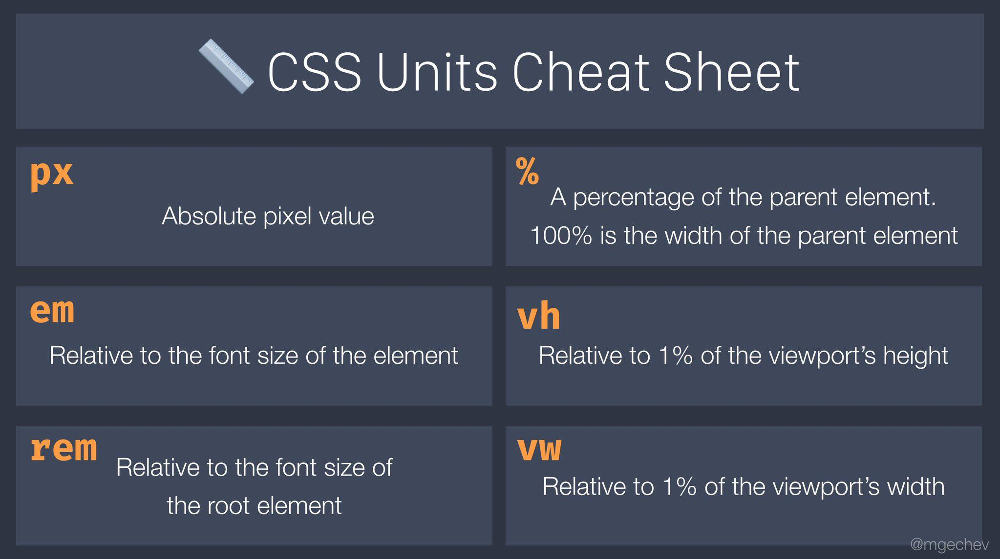 CSS Units Cheat Sheet
px
Absolute pixel value
%
A percentage of the parent element.
100% is the width of the parent element
em
Relative to the font size of the element
vh
Relative to 1% of the viewport’s height
rem
Relative to the font size of
the root element
vw
Relative to 1% of the viewport’s width
@mgechev